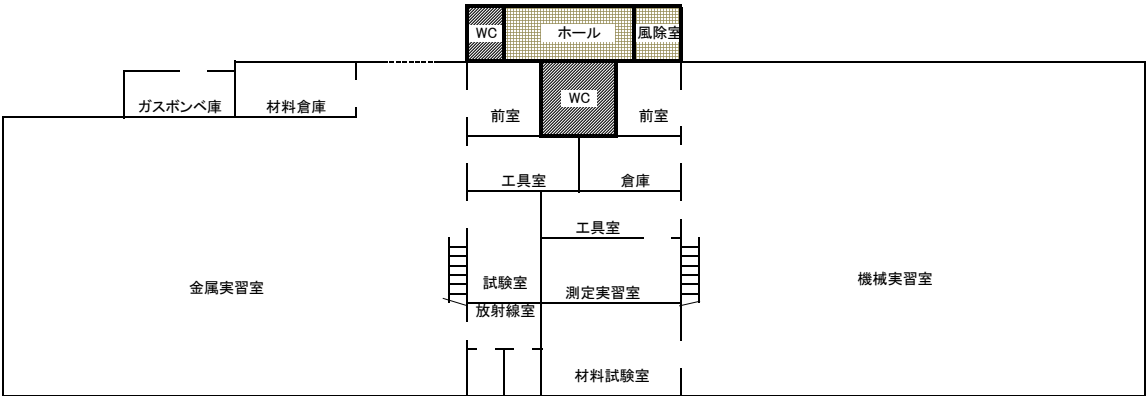 WC
ホール
風除室
WC
ガスボンベ庫
材料倉庫
前室
前室
工具室
倉庫
工具室
金属実習室
試験室
測定実習室
機械実習室
放射線室
材料試験室